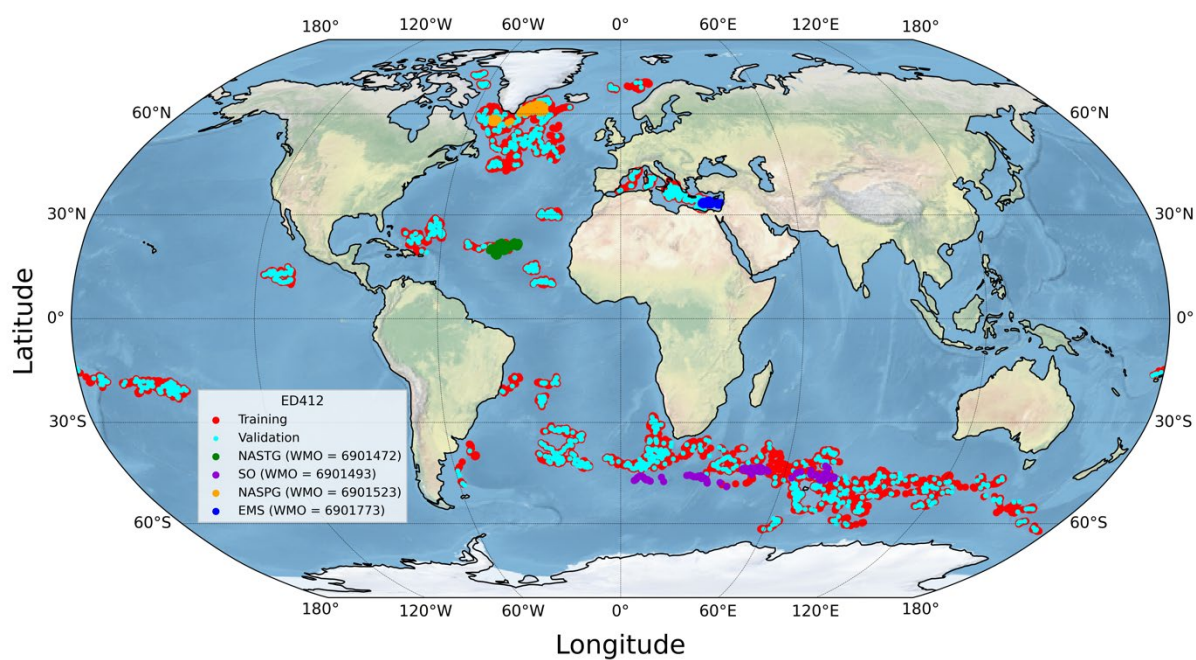 180° 120°W 60°W 0° 60°E 120°E 180°
60°N 60°N
30°N 30°N
0° 0°
30°S 30°S
60°S 60°S
Latitude
ED412
Training
Validation
NASTG (WMO = 6901472)
SO (WMO = 6901493)
NASPG (WMO = 6901523)
EMS (WMO = 6901773)
180° 120°W 60°W 0° 60°E 120°E 180°
Longitude